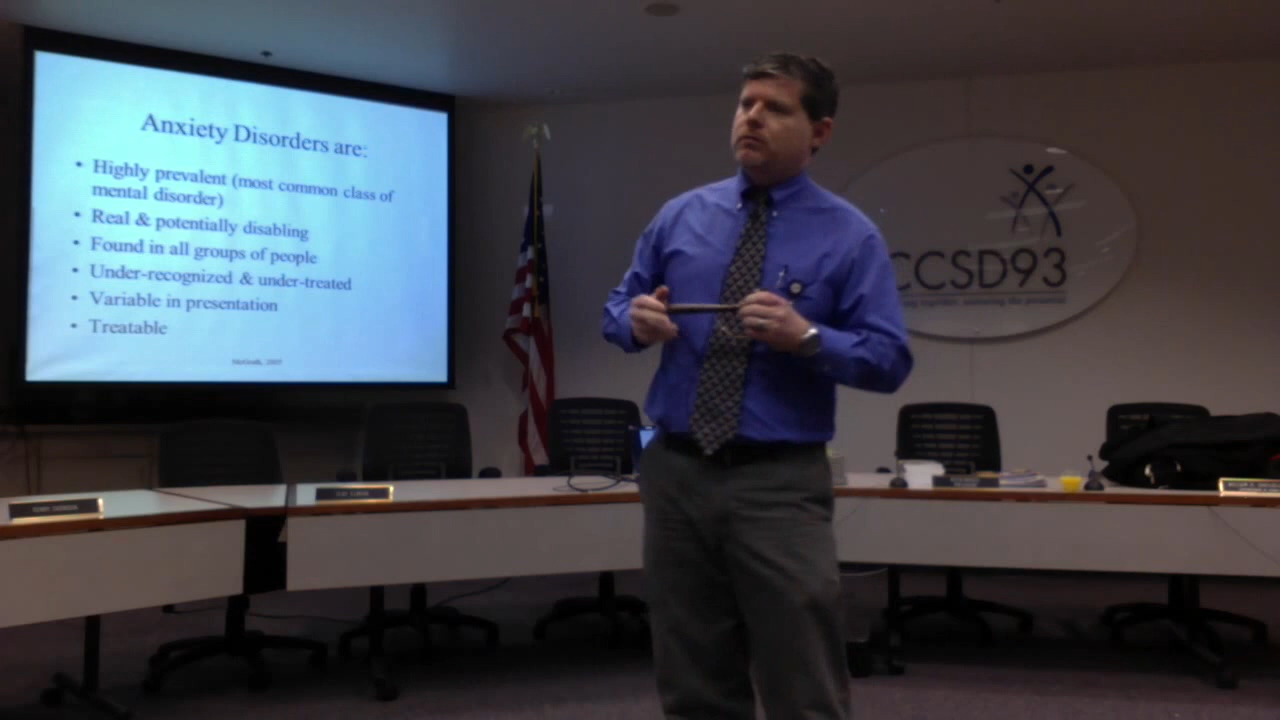 Anxiety Disorders are:
• Highly prevalent (most common class of
mental disorder)
• Real & potentially disabling
• Found in all groups of people
• Under-recognized & under-treated
• Variable in presentation
• Treatable
CCSD93